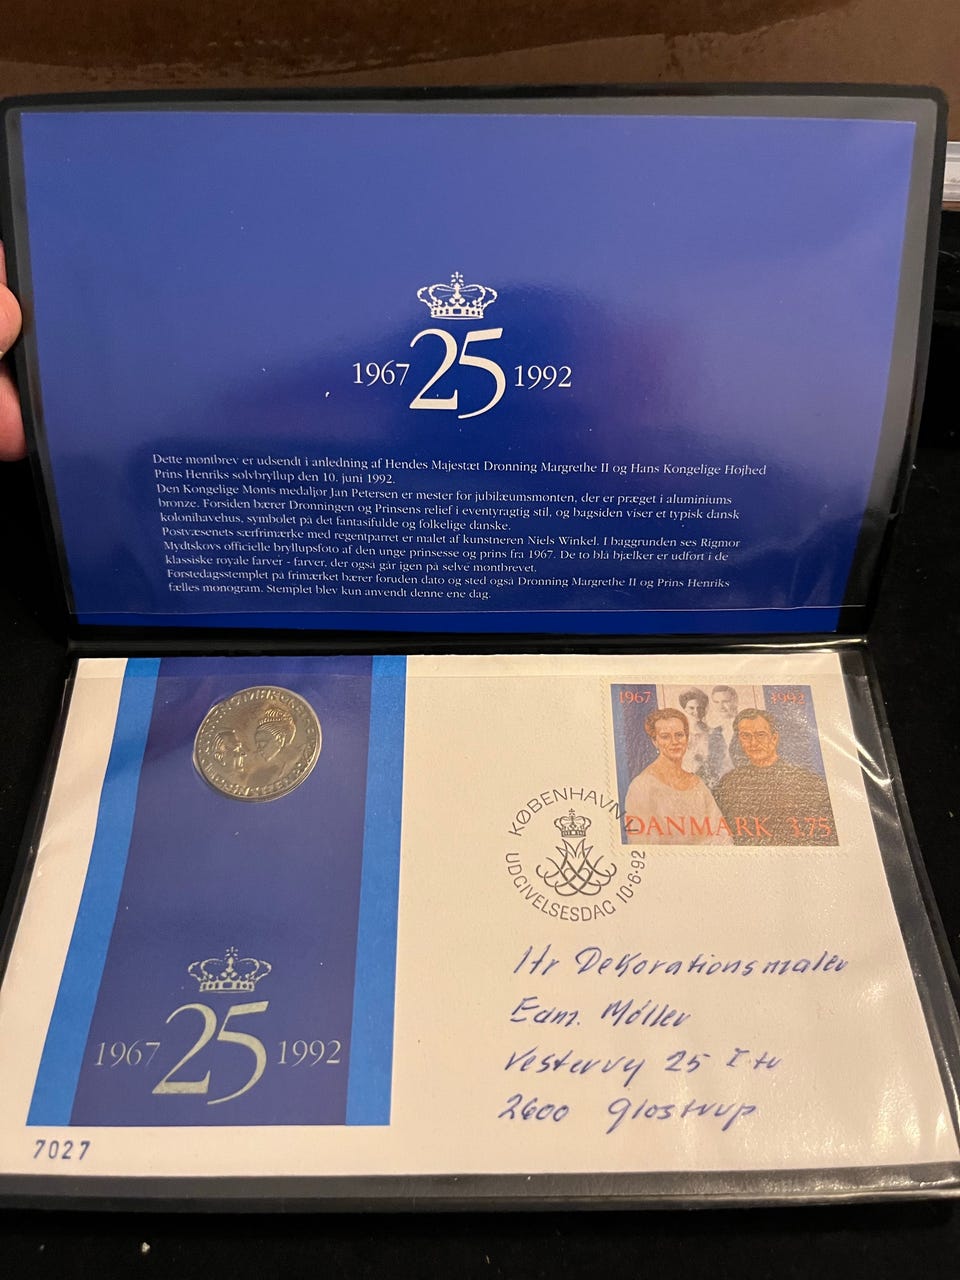 25
1967 1992
Dette møntbrev er udsendt i anledning af Hendes Majestæt Dronning Margrethe II og Hans Kongelige Højhed
Prins Henriks sølvbryllup den 10. juni 1992.
Den Kongelige Mønts medaljør Jan Petersen er mester for jubilæumsmønten, der er præget i aluminiums
bronze. Forsiden bærer Dronningen og Prinsens relief i eventyragtig stil, og bagsiden viser et typisk dansk
kolonihavehus, symbolet på det fantasifulde og folkelige danske.
Postvæsenets særfrimærke med regentparret er malet af kunstneren Niels Winkel. I baggrunden ses Rigmor
Mydtskovs officielle bryllupsfoto af den unge prinsesse og prins fra 1967. De to blå bjælker er udført i de
klassiske royale farver - farver, der også går igen på selve møntbrevet.
Førstedagsstemplet på frimærket bærer foruden dato og sted også Dronning Margrethe II og Prins Henriks
fælles monogram. Stemplet blev kun anvendt denne ene dag.
1967 1992
DANMARK 3.75
KØBENHAVN
UDGIVELSESDAG 10.6.92
Hr Dekorationsmaler
Edm. Møller
Vestervy 25 I tv
2600 Glostrup
25
1967 1992
7027